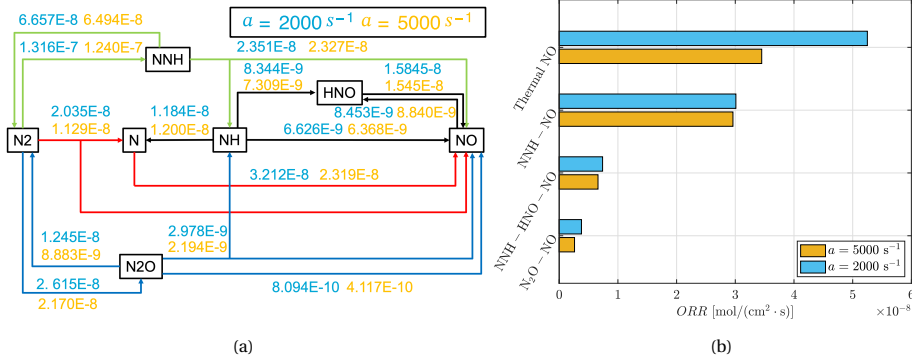 6.657E-8 6.494E-8
a = 2000 s⁻¹ a = 5000 s⁻¹
1.316E-7 1.240E-7
NNH
2.351E-8 2.327E-8
8.344E-9
7.309E-9
HNO
1.5845-8
1.545E-8
2.035E-8
1.129E-8
1.184E-8
1.200E-8
8.453E-9 8.840E-9
N2
N
NH
6.626E-9 6.368E-9
NO
3.212E-8 2.319E-8
1.245E-8
8.883E-9
2.978E-9
2.194E-9
N2O
2.615E-8
2.170E-8
8.094E-10 4.117E-10
(a)
Thermal NO
NNH − NO
NNH − HNO − NO
N₂O − NO
a = 5000 s⁻¹
a = 2000 s⁻¹
0 1 2 3 4 5 6
ORR [mol/(cm² · s)]
×10⁻⁸
(b)